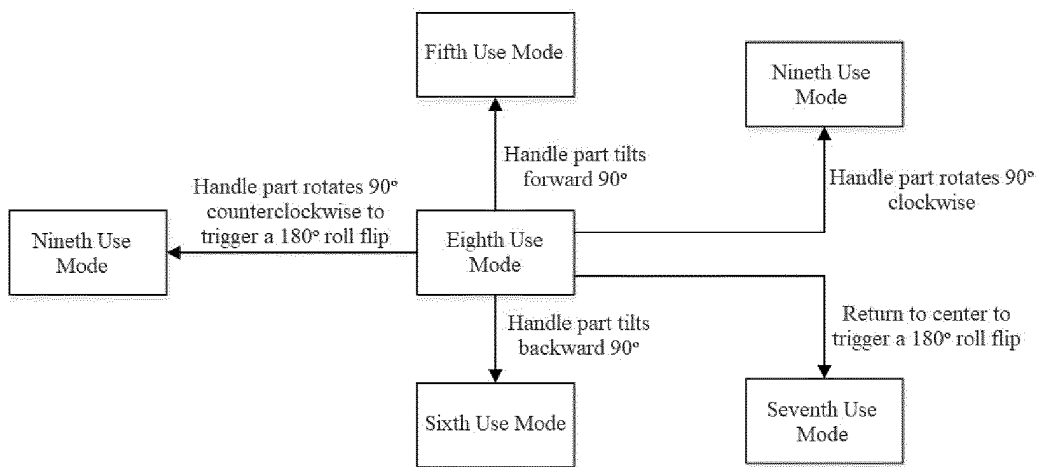 Fifth Use Mode
Nineth Use
Mode
Handle part tilts
forward 90°
Handle part rotates 90°
clockwise
Handle part rotates 90°
counterclockwise to
trigger a 180° roll flip
Nineth Use
Mode
Eighth Use
Mode
Handle part tilts
backward 90°
Return to center to
trigger a 180° roll flip
Sixth Use Mode
Seventh Use
Mode